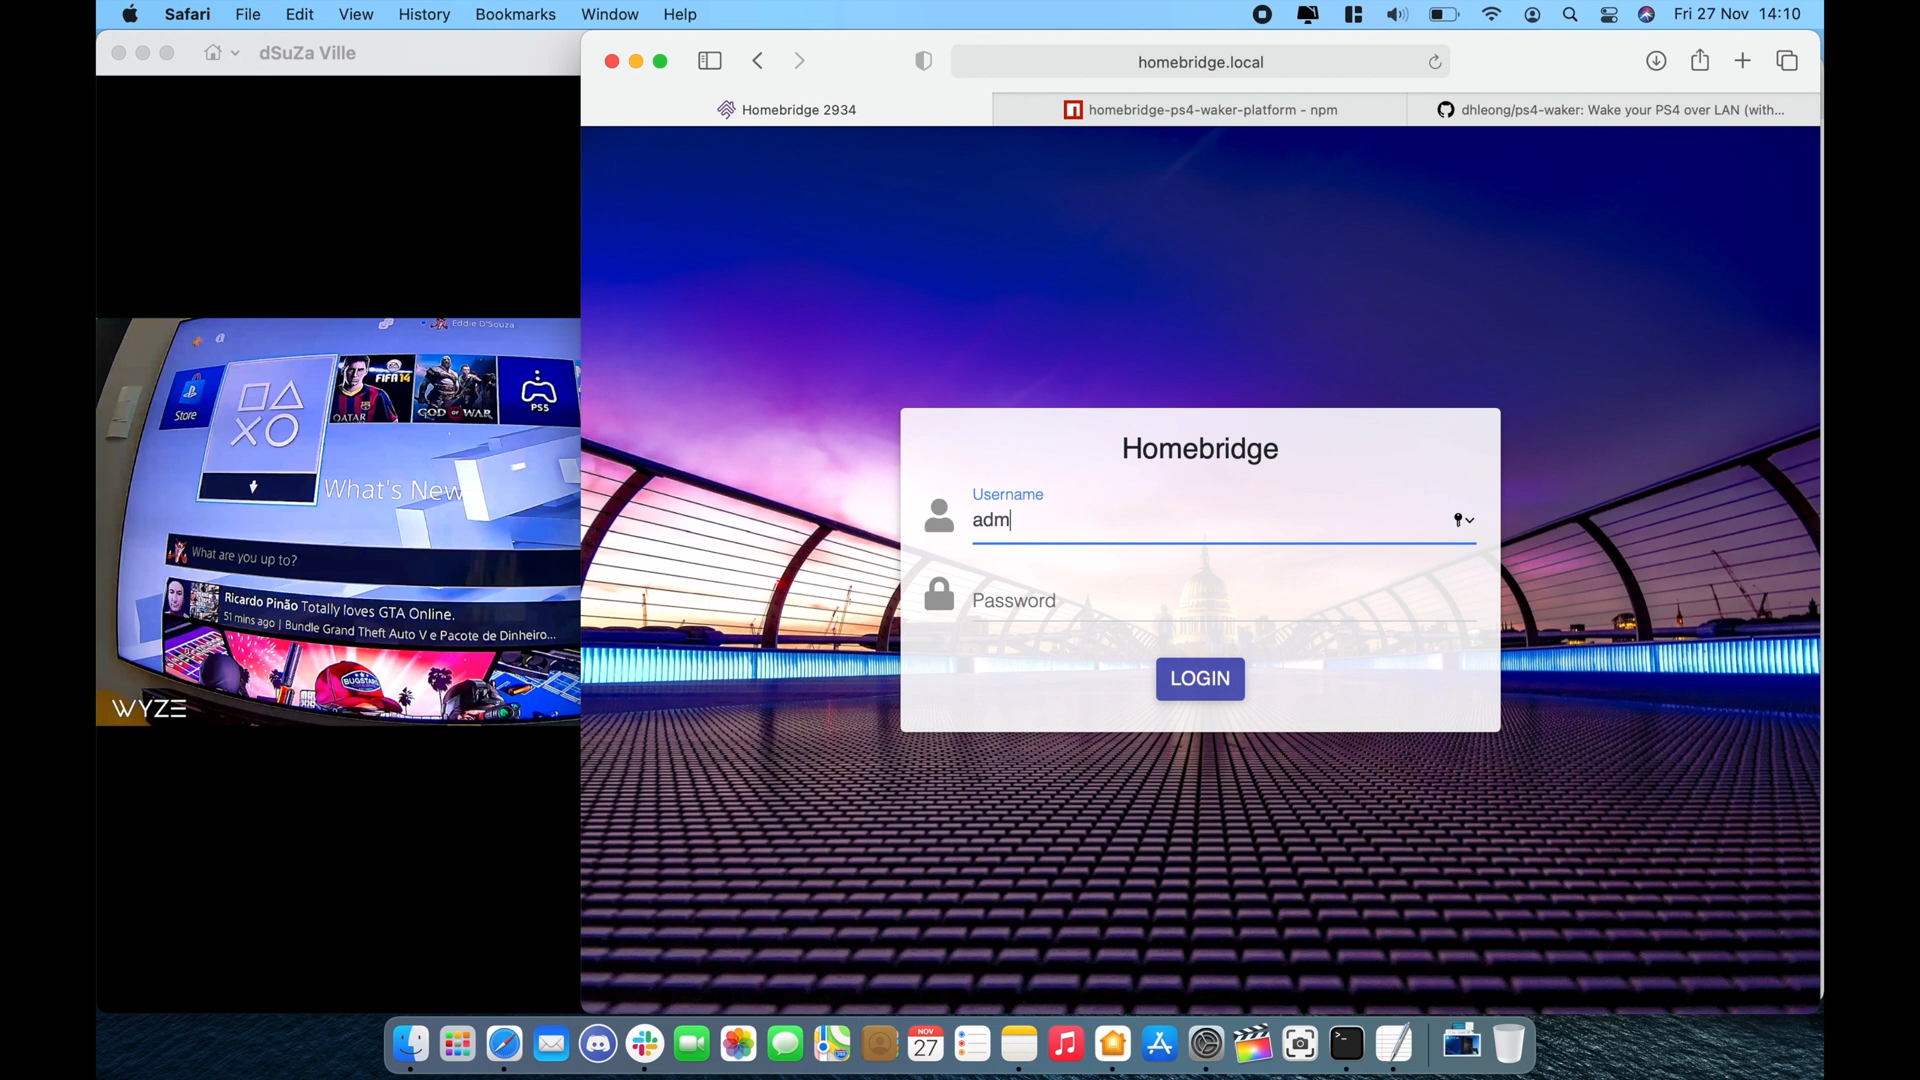 Safari File Edit View History Bookmarks Window Help Fri 27 Nov 14:10
dSuZa Ville
homebridge.local
Homebridge 2934
homebridge-ps4-waker-platform - npm
dhleong/ps4-waker: Wake your PS4 over LAN (with...
Eddie D'Souza
Store
FIFA 14
QATAR
GOD OF WAR
PS5
What's New
What are you up to?
Ricardo Pinão Totally loves GTA Online.
51 mins ago | Bundle Grand Theft Auto V e Pacote de Dinheiro...
BUGSTARS
WYZE
Homebridge
Username
adm
Password
LOGIN
NOV
27